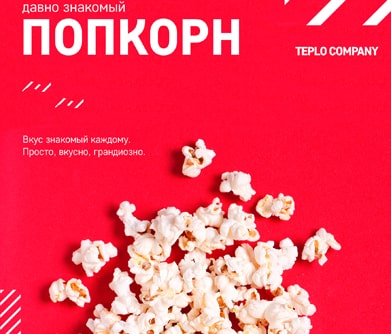 давно знакомый
ПОПКОРН
TEPLO COMPANY
Вкус знакомый каждому.
Просто, вкусно, грандиозно.